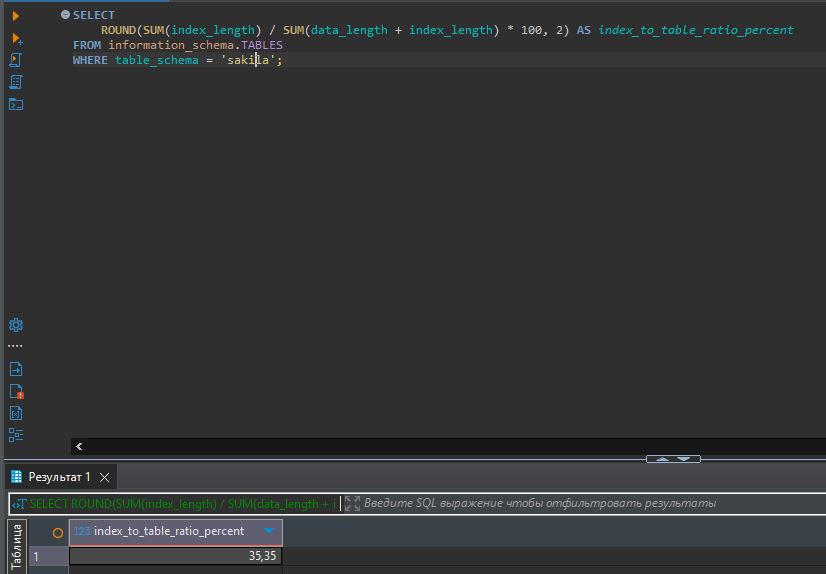 SELECT
ROUND(SUM(index_length) / SUM(data_length + index_length) * 100, 2) AS index_to_table_ratio_percent
FROM information_schema.TABLES
WHERE table_schema = 'sakila';
Результат 1
SELECT ROUND(SUM(index_length) / SUM(data_length + i
Введите SQL выражение чтобы отфильтровать результаты
Таблица
123 index_to_table_ratio_percent
1 35,35